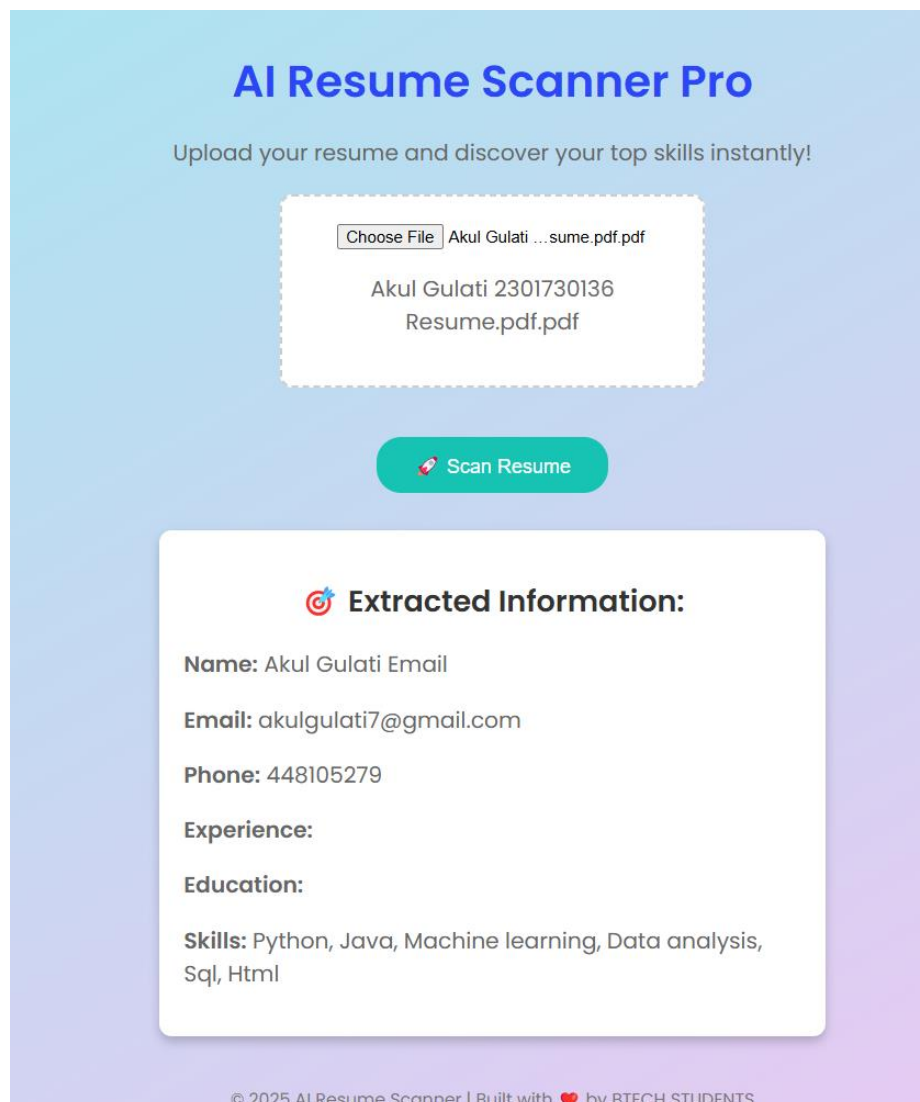 AI Resume Scanner Pro
Upload your resume and discover your top skills instantly!
Choose File Akul Gulati ...sume.pdf.pdf
Akul Gulati 2301730136
Resume.pdf.pdf
🚀 Scan Resume
🎯 Extracted Information:
Name: Akul Gulati Email
Email: akulgulati7@gmail.com
Phone: 448105279
Experience:
Education:
Skills: Python, Java, Machine learning, Data analysis,
Sql, Html
© 2025 AI Resume Scanner | Built with ❤️ by BTECH STUDENTS